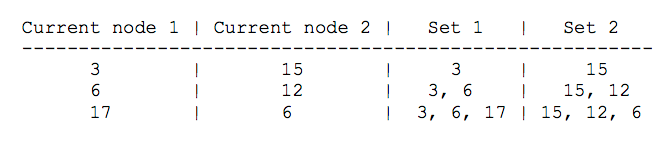 Current node 1 | Current node 2 | Set 1 | Set 2
-----------------------------------------------------
3 | 15 | 3 | 15
6 | 12 | 3, 6 | 15, 12
17 | 6 | 3, 6, 17 | 15, 12, 6